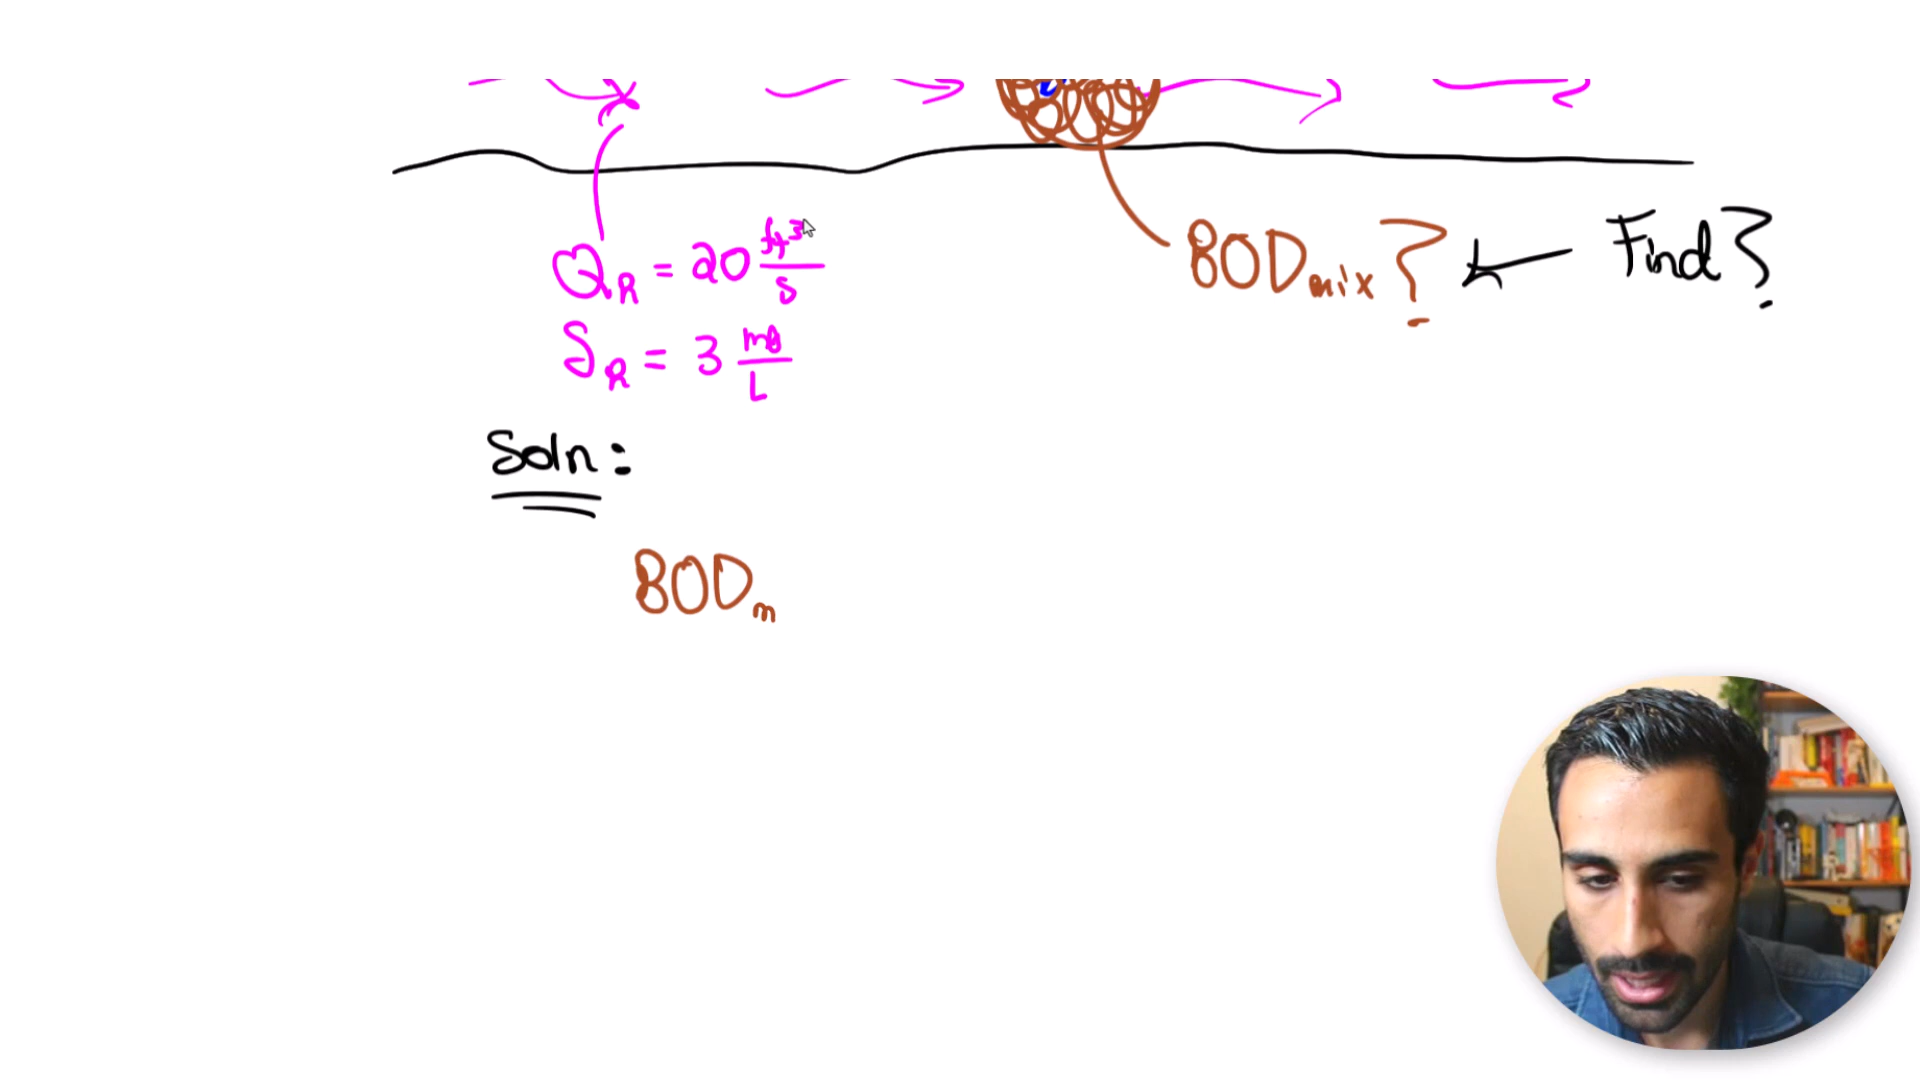 Q_R = 20 ft³/s
S_R = 3 mg/L
BOD_mix ?
Find ?
Soln :
BOD_m